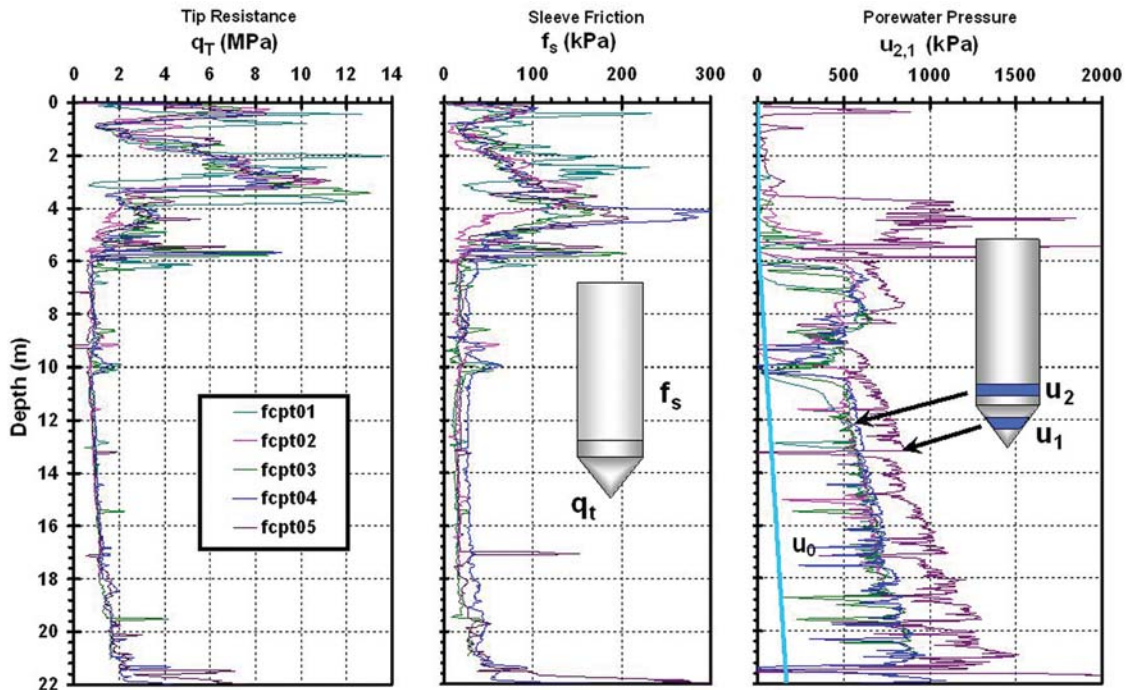 Tip Resistance
q_T (MPa)
0 2 4 6 8 10 12 14
Sleeve Friction
f_s (kPa)
0 100 200 300
Porewater Pressure
u_2,1 (kPa)
0 500 1000 1500 2000
Depth (m)
0
2
4
6
8
10
12
14
16
18
20
22
fcpt01
fcpt02
fcpt03
fcpt04
fcpt05
f_s
q_t
u_2
u_1
u_0